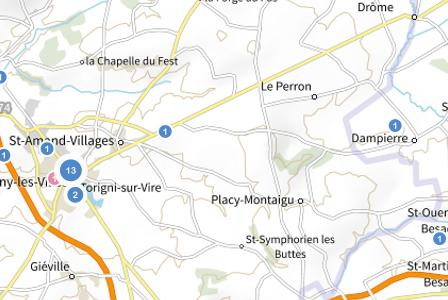 Drôme
la Chapelle du Fest
Le Perron
74
1
1
St-Amand-Villages
1
Dampierre
1
13
2
Torigni-sur-Vire
Placy-Montaigu
St-Symphorien les
Buttes
1
Giéville